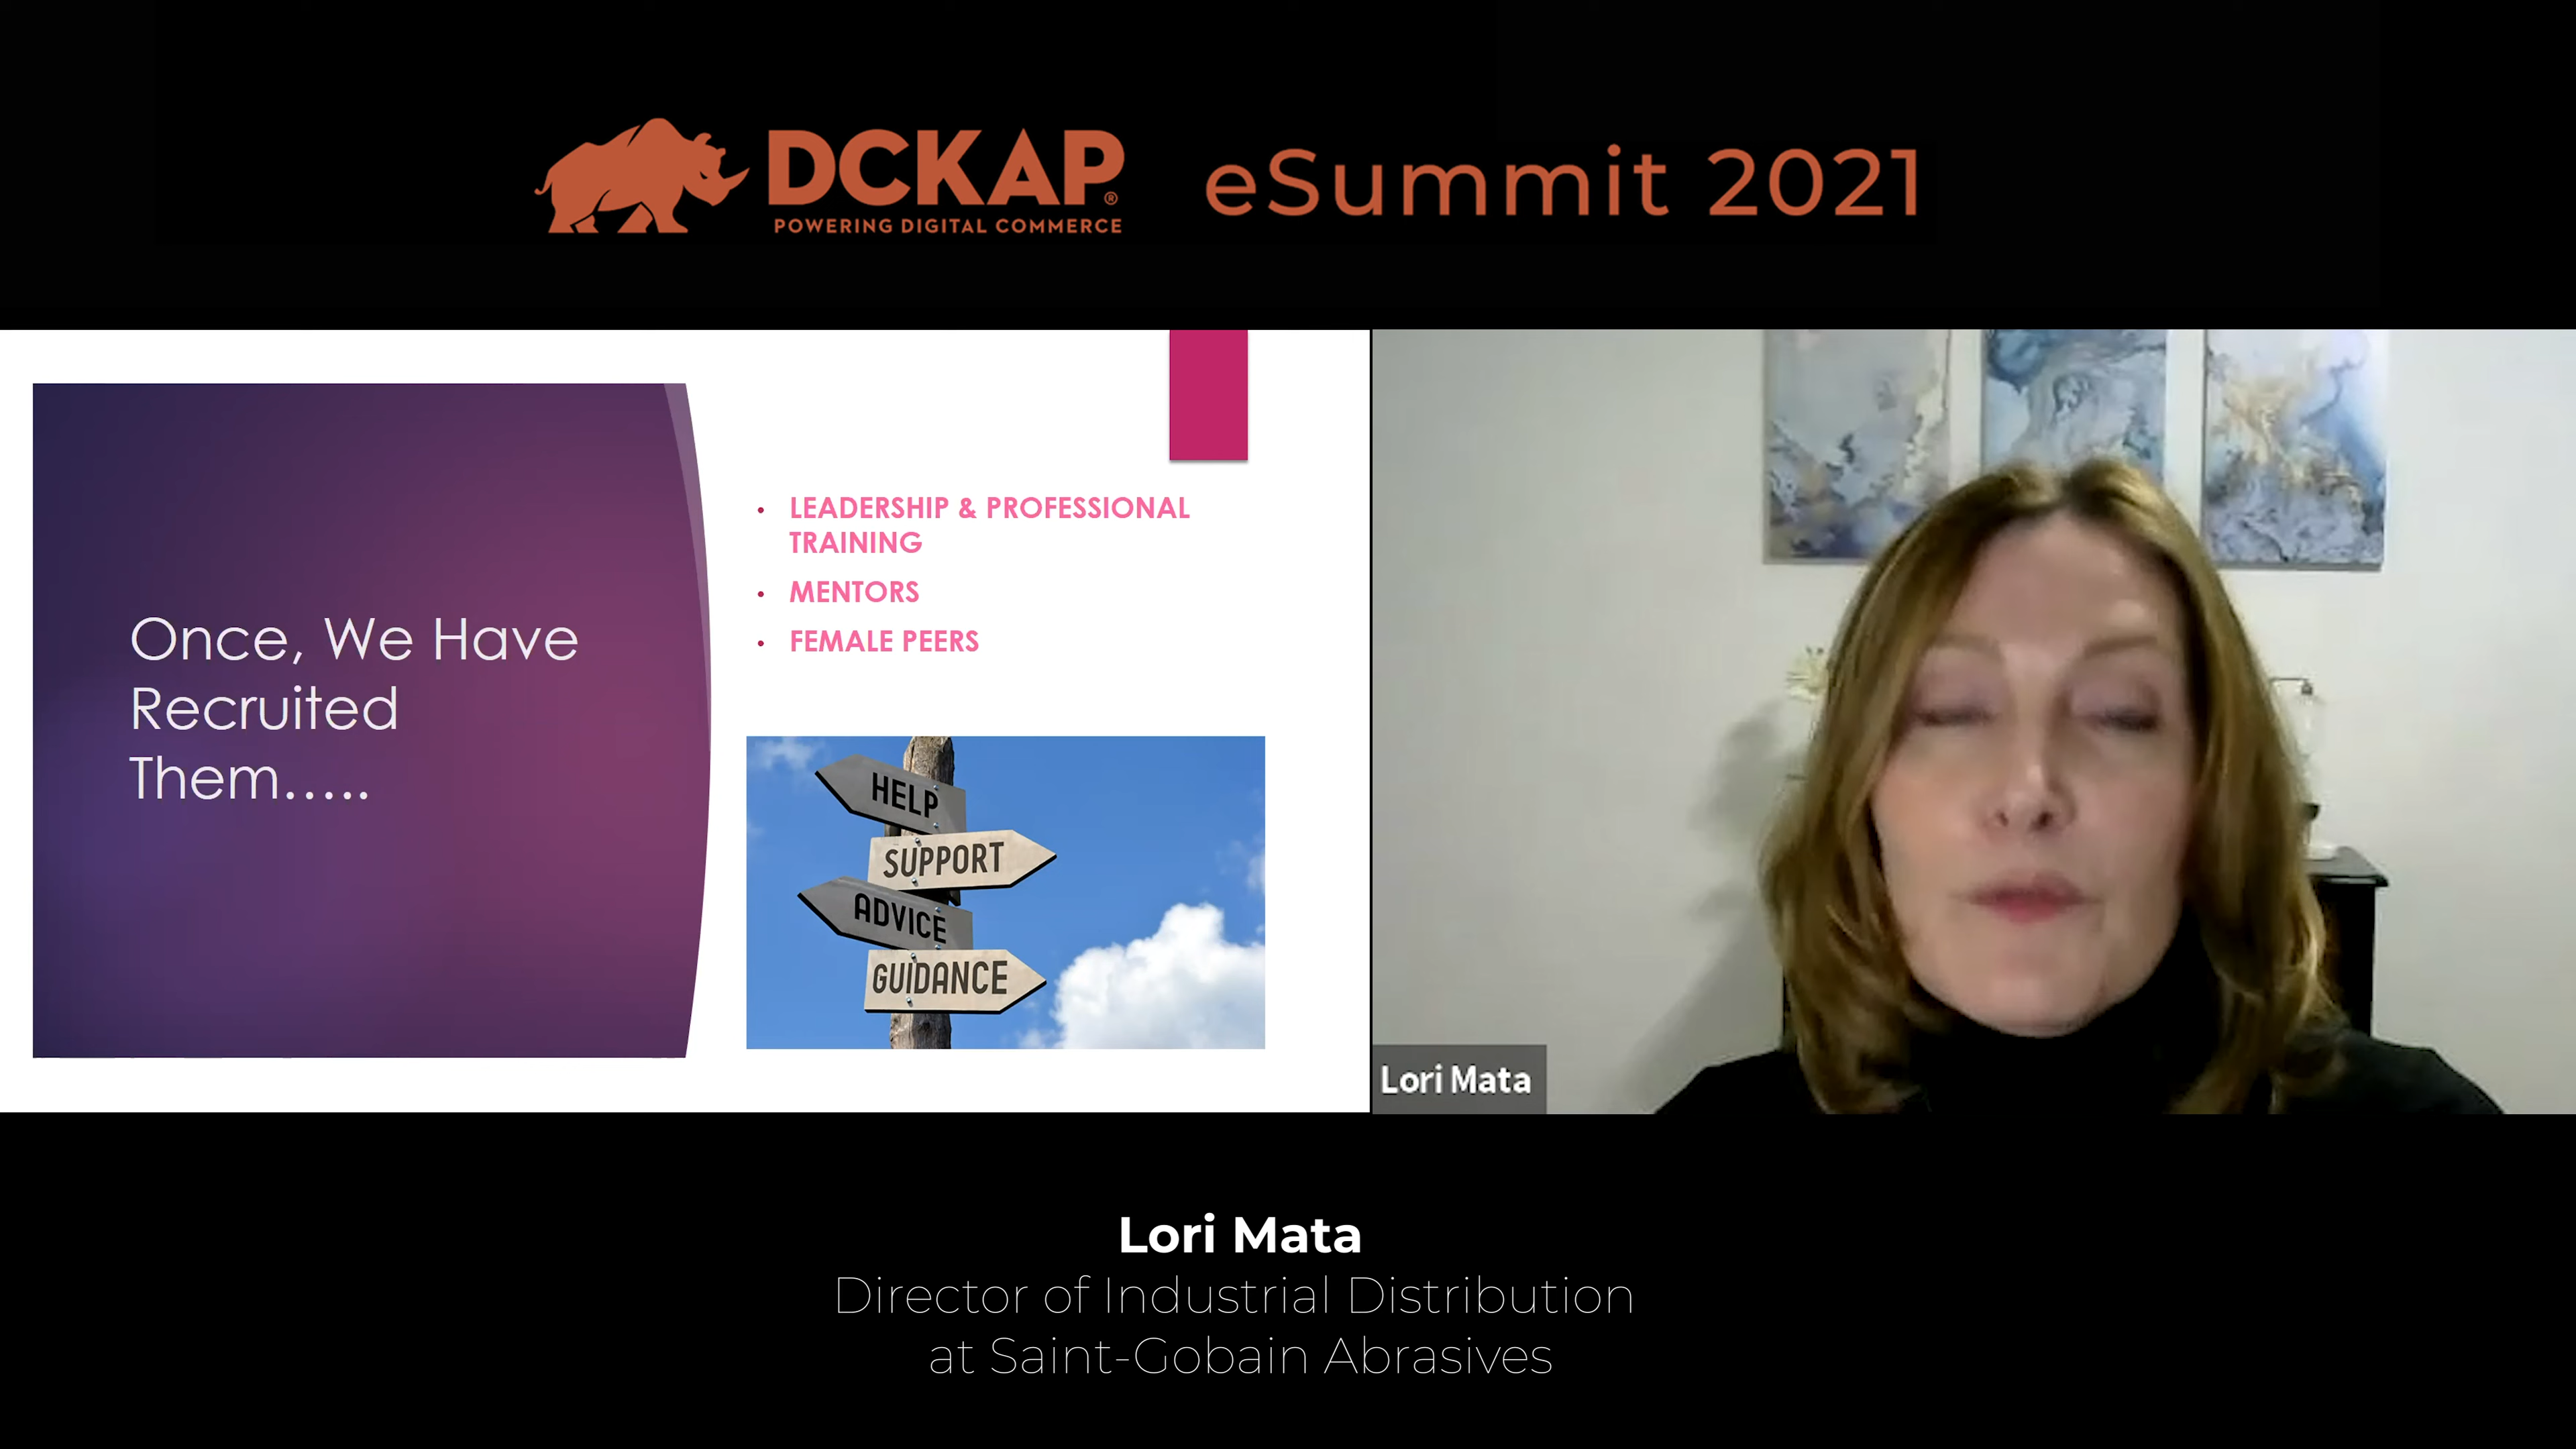 DCKAP®
POWERING DIGITAL COMMERCE
eSummit 2021
Once, We Have
Recruited
Them.....
• LEADERSHIP & PROFESSIONAL
TRAINING
• MENTORS
• FEMALE PEERS
HELP
SUPPORT
ADVICE
GUIDANCE
Lori Mata
Lori Mata
Director of Industrial Distribution
at Saint-Gobain Abrasives